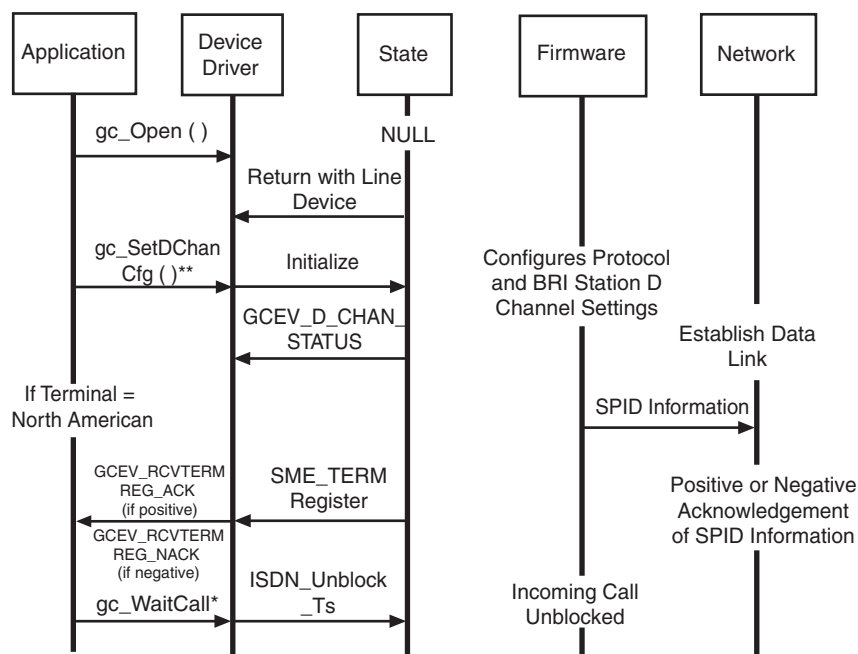 Application
Device
Driver
State
Firmware
Network
gc_Open ( )
NULL
Return with Line
Device
gc_SetDChan
Cfg ( )**
Initialize
Configures Protocol
and BRI Station D
Channel Settings
GCEV_D_CHAN_
STATUS
Establish Data
Link
If Terminal =
North American
SPID Information
GCEV_RCVTERM
REG_ACK
(if positive)
SME_TERM
Register
Positive or Negative
Acknowledgement
of SPID Information
GCEV_RCVTERM
REG_NACK
(if negative)
gc_WaitCall*
ISDN_Unblock
_Ts
Incoming Call
Unblocked